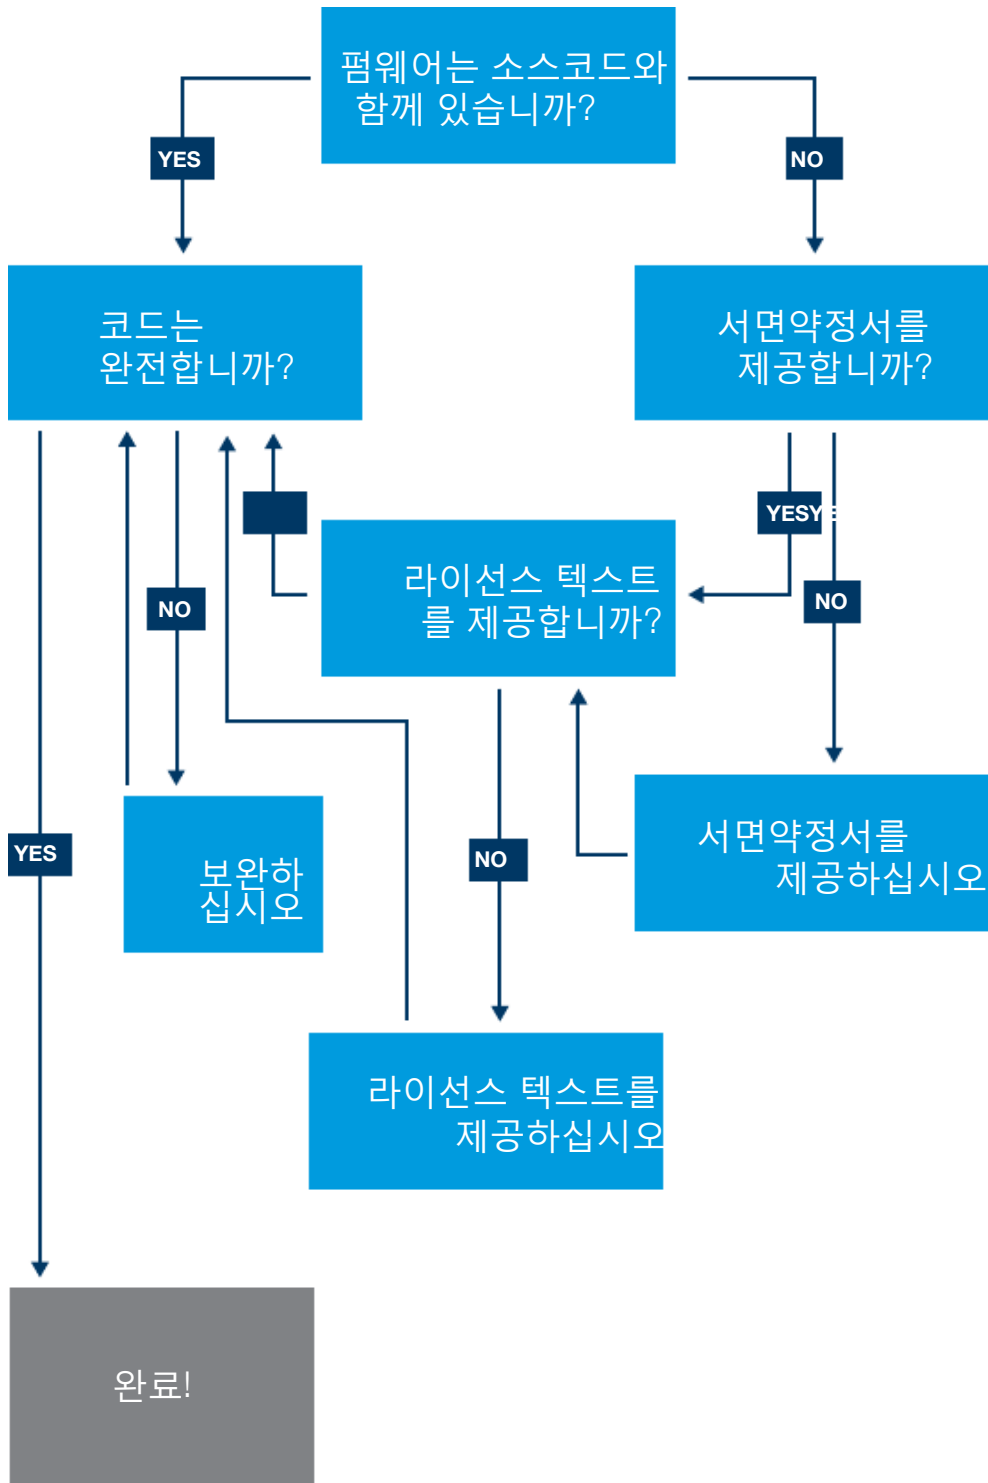 펌웨어는 소스코드와
함께 있습니까?
YES
NO
코드는
완전합니까?
서면약정서를
제공합니까?
YESYE
라이선스 텍스트
를 제공합니까?
NO
NO
YES
보완하
십시오
NO
서면약정서를
제공하십시오
라이선스 텍스트를
제공하십시오
완료!